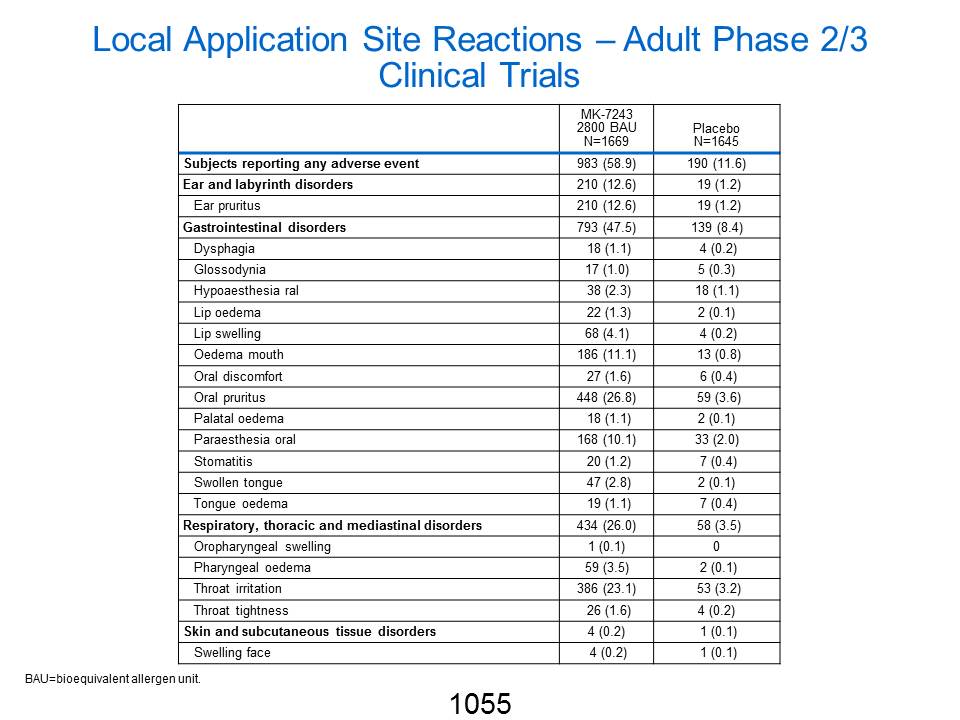 Local Application Site Reactions – Adult Phase 2/3
Clinical Trials
MK-7243
2800 BAU
N=1669
Placebo
N=1645
Subjects reporting any adverse event 983 (58.9) 190 (11.6)
Ear and labyrinth disorders 210 (12.6) 19 (1.2)
Ear pruritus 210 (12.6) 19 (1.2)
Gastrointestinal disorders 793 (47.5) 139 (8.4)
Dysphagia 18 (1.1) 4 (0.2)
Glossodynia 17 (1.0) 5 (0.3)
Hypoaesthesia ral 38 (2.3) 18 (1.1)
Lip oedema 22 (1.3) 2 (0.1)
Lip swelling 68 (4.1) 4 (0.2)
Oedema mouth 186 (11.1) 13 (0.8)
Oral discomfort 27 (1.6) 6 (0.4)
Oral pruritus 448 (26.8) 59 (3.6)
Palatal oedema 18 (1.1) 2 (0.1)
Paraesthesia oral 168 (10.1) 33 (2.0)
Stomatitis 20 (1.2) 7 (0.4)
Swollen tongue 47 (2.8) 2 (0.1)
Tongue oedema 19 (1.1) 7 (0.4)
Respiratory, thoracic and mediastinal disorders 434 (26.0) 58 (3.5)
Oropharyngeal swelling 1 (0.1) 0
Pharyngeal oedema 59 (3.5) 2 (0.1)
Throat irritation 386 (23.1) 53 (3.2)
Throat tightness 26 (1.6) 4 (0.2)
Skin and subcutaneous tissue disorders 4 (0.2) 1 (0.1)
Swelling face 4 (0.2) 1 (0.1)
BAU=bioequivalent allergen unit.
1055